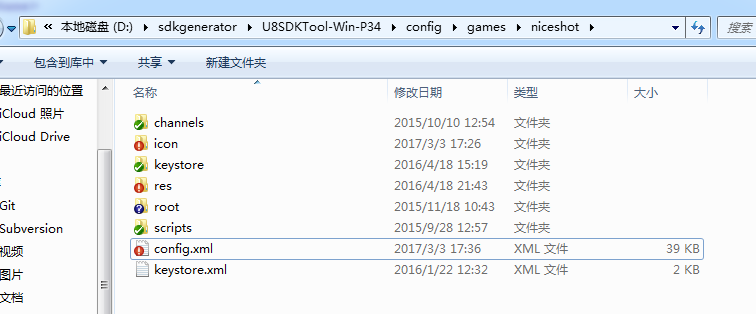 « 本地磁盘 (D:) sdkgenerator U8SDKTool-Win-P34 config games niceshot 搜索
包含到库中 共享 新建文件夹
最近访问的位置 名称 修改日期 类型 大小
channels 2015/10/10 12:54 文件夹
iCloud 照片 icon 2017/3/3 17:26 文件夹
iCloud Drive keystore 2016/4/18 15:19 文件夹
res 2016/4/18 21:43 文件夹
root 2015/11/18 10:43 文件夹
Git scripts 2015/9/28 12:57 文件夹
Subversion config.xml 2017/3/3 17:36 XML 文件 39 KB
视频 keystore.xml 2016/1/22 12:32 XML 文件 2 KB
图片
文档